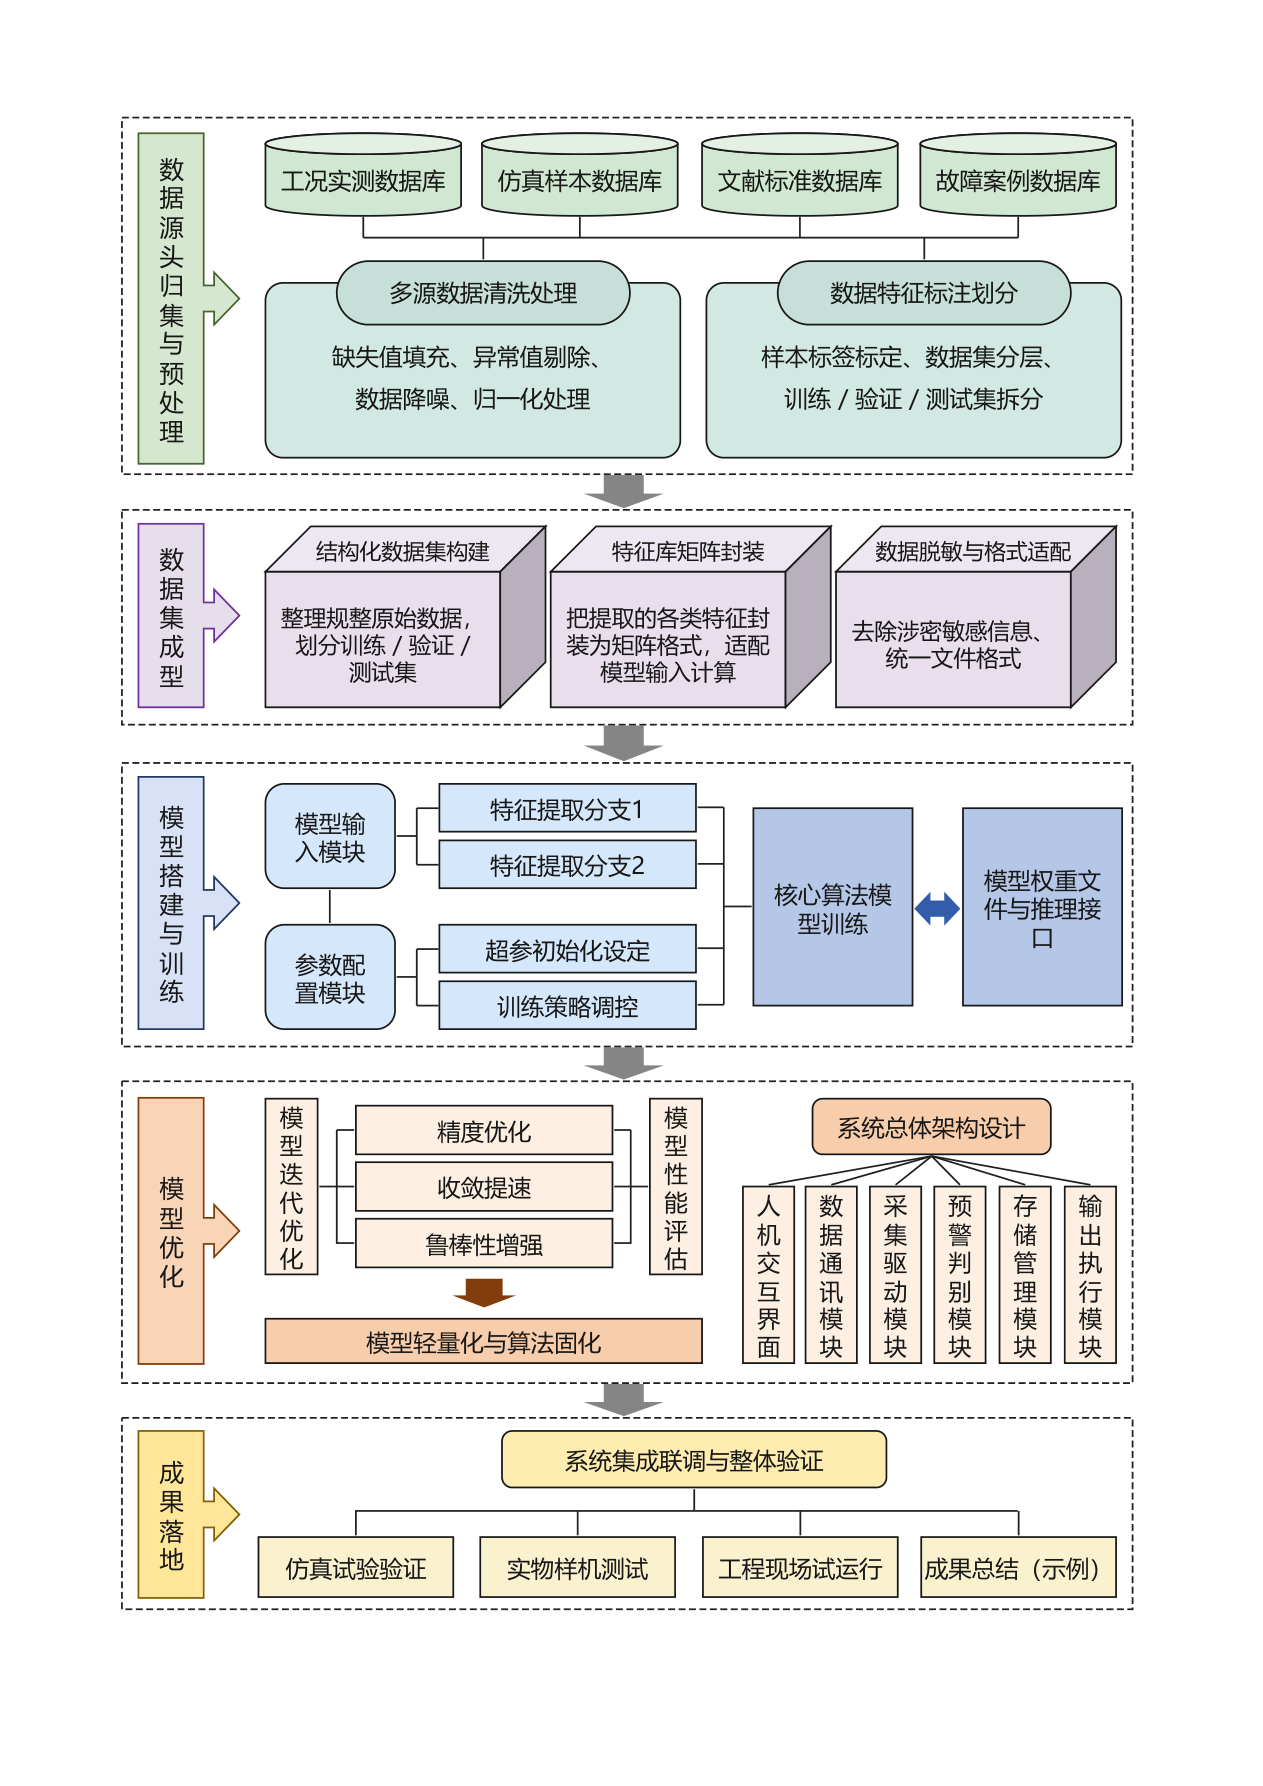 数据源头归集与预处理
工况实测数据库
仿真样本数据库
文献标准数据库
故障案例数据库
多源数据清洗处理
缺失值填充、异常值剔除、
数据降噪、归一化处理
数据特征标注划分
样本标签标定、数据集分层、
训练 / 验证 / 测试集拆分
数据集成型
结构化数据集构建
整理规整原始数据，
划分训练 / 验证 /
测试集
特征库矩阵封装
把提取的各类特征封
装为矩阵格式，适配
模型输入计算
数据脱敏与格式适配
去除涉密敏感信息、
统一文件格式
模型搭建与训练
模型输
入模块
参数配
置模块
特征提取分支1
特征提取分支2
超参初始化设定
训练策略调控
核心算法模
型训练
模型权重文
件与推理接
口
模型优化
模型迭代优化
精度优化
收敛提速
鲁棒性增强
模型性能评估
模型轻量化与算法固化
系统总体架构设计
人机交互界面
数据通讯模块
采集驱动模块
预警判别模块
存储管理模块
输出执行模块
成果落地
系统集成联调与整体验证
仿真试验验证
实物样机测试
工程现场试运行
成果总结（示例）